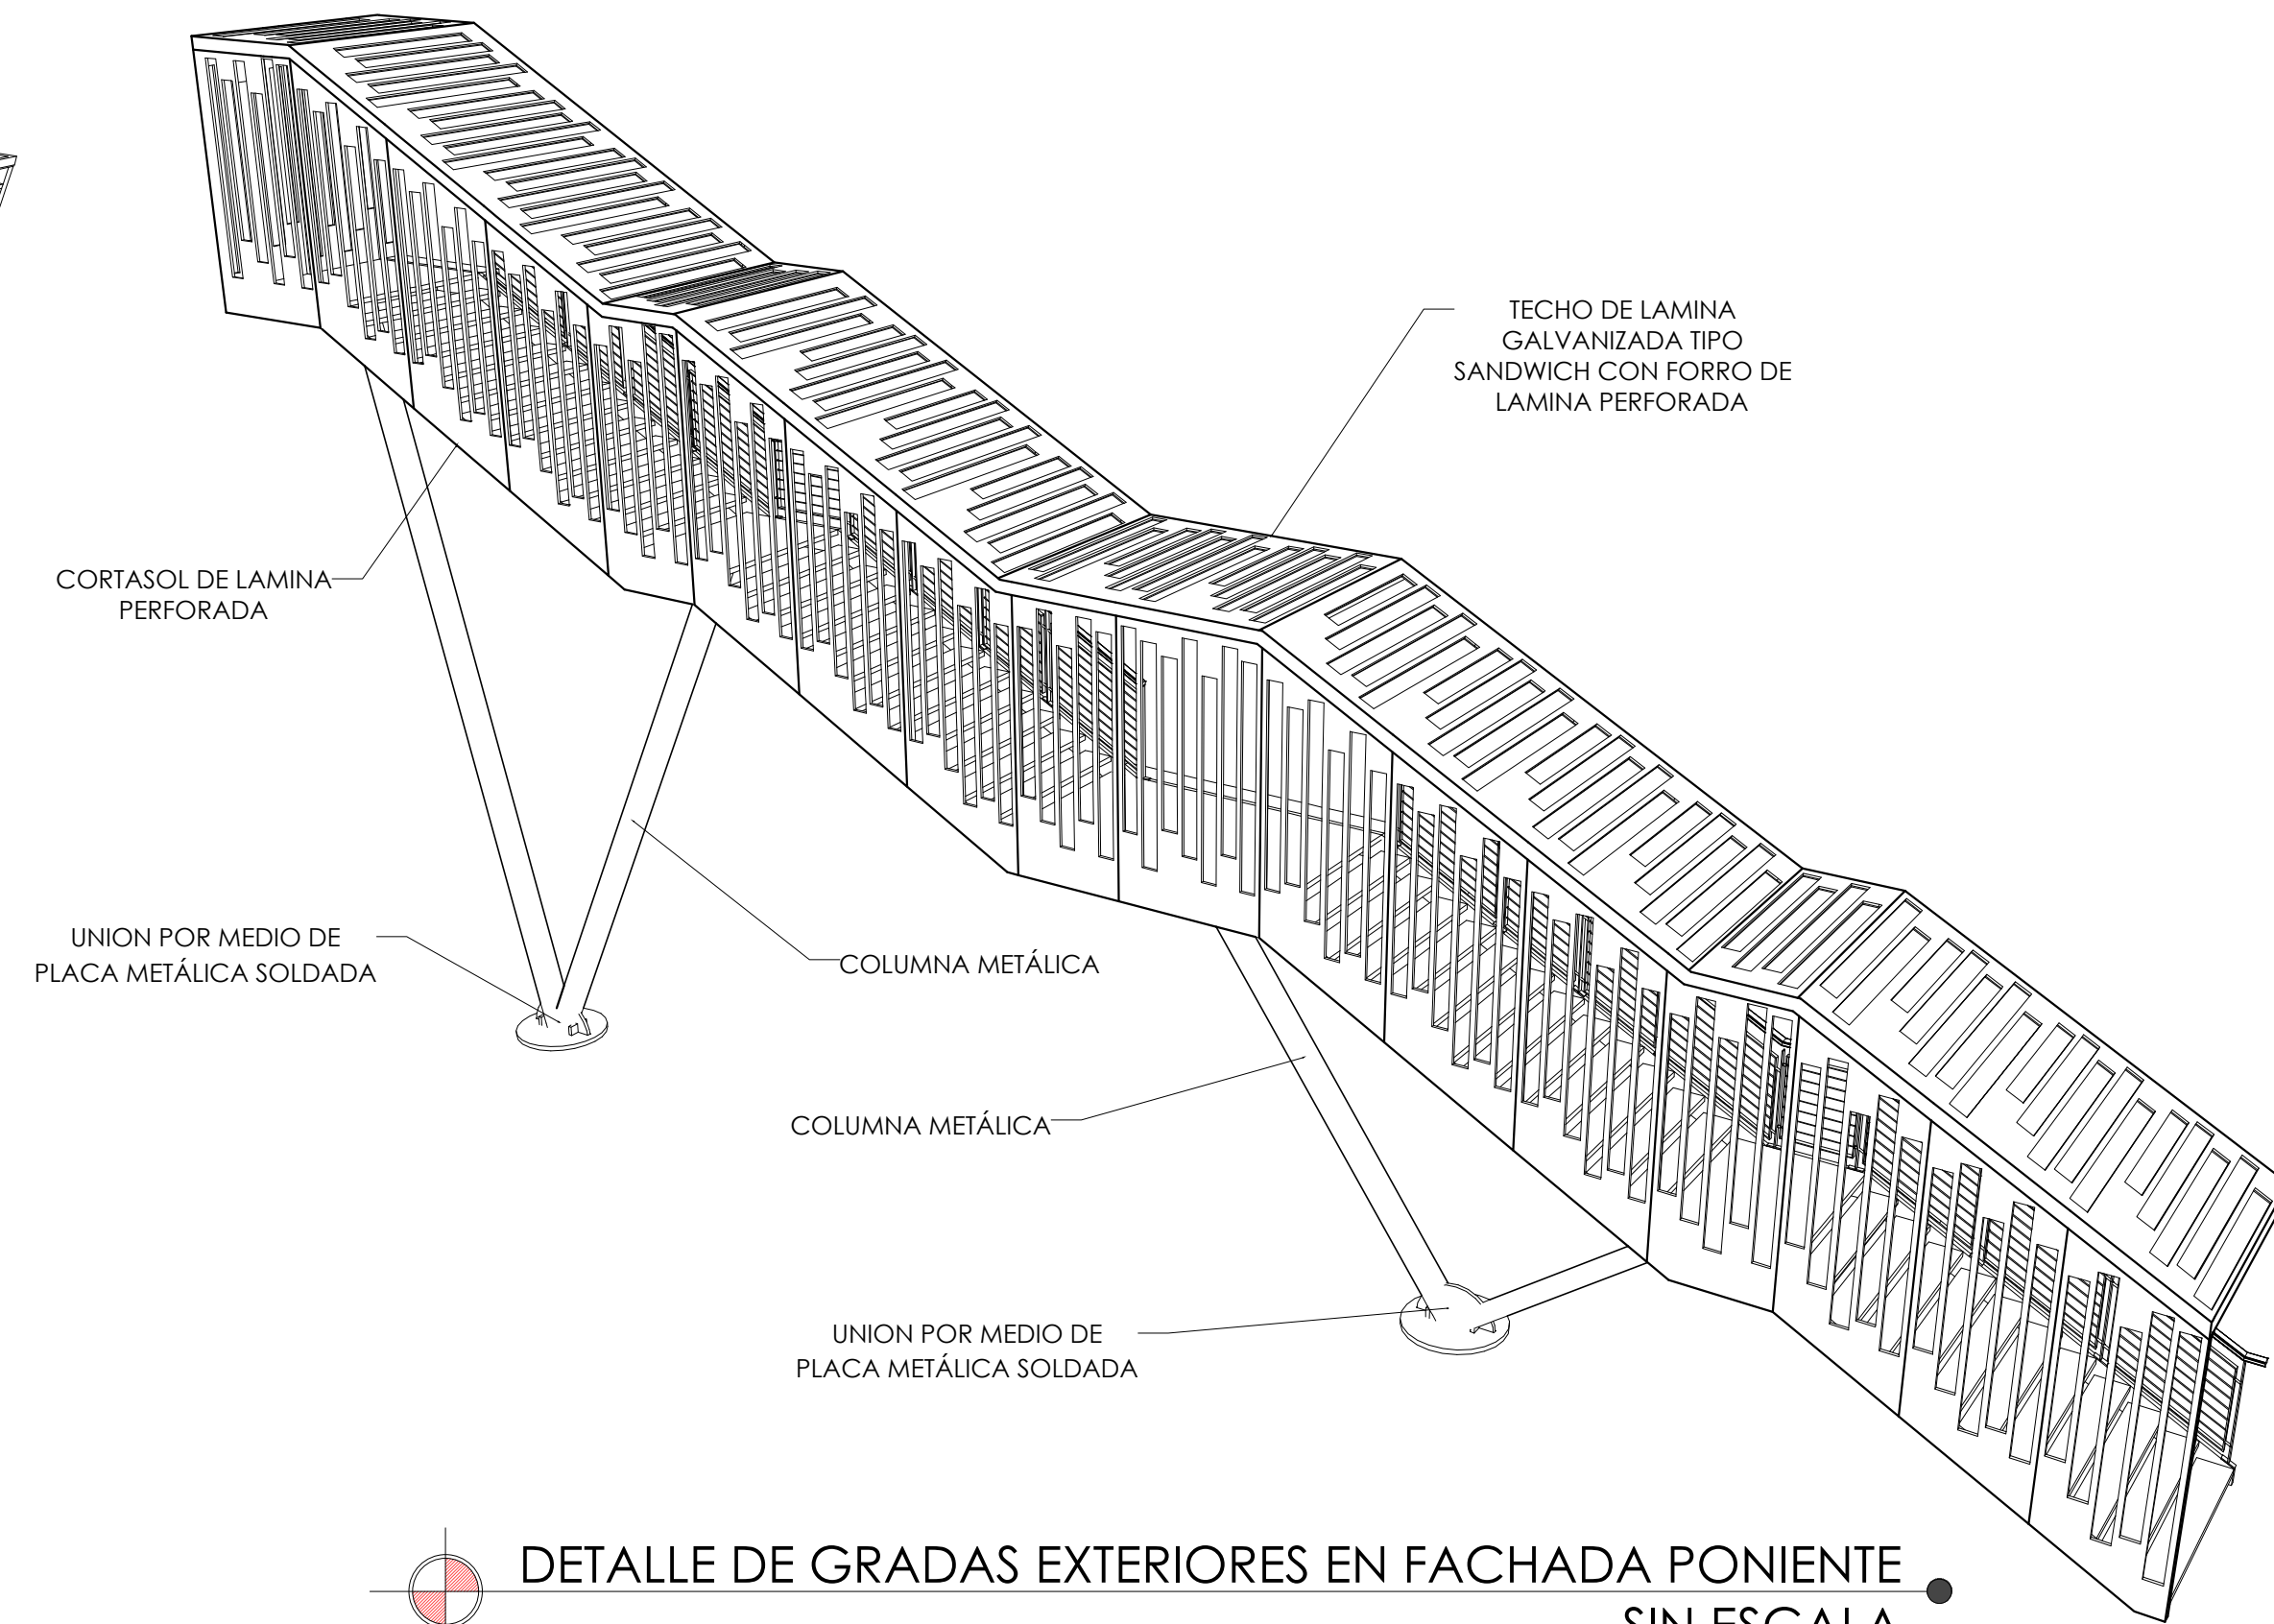 TECHO DE LAMINA
GALVANIZADA TIPO
SANDWICH CON FORRO DE
LAMINA PERFORADA
CORTASOL DE LAMINA
PERFORADA
UNION POR MEDIO DE
PLACA METÁLICA SOLDADA
COLUMNA METÁLICA
COLUMNA METÁLICA
UNION POR MEDIO DE
PLACA METÁLICA SOLDADA
DETALLE DE GRADAS EXTERIORES EN FACHADA PONIENTE
SIN ESCALA